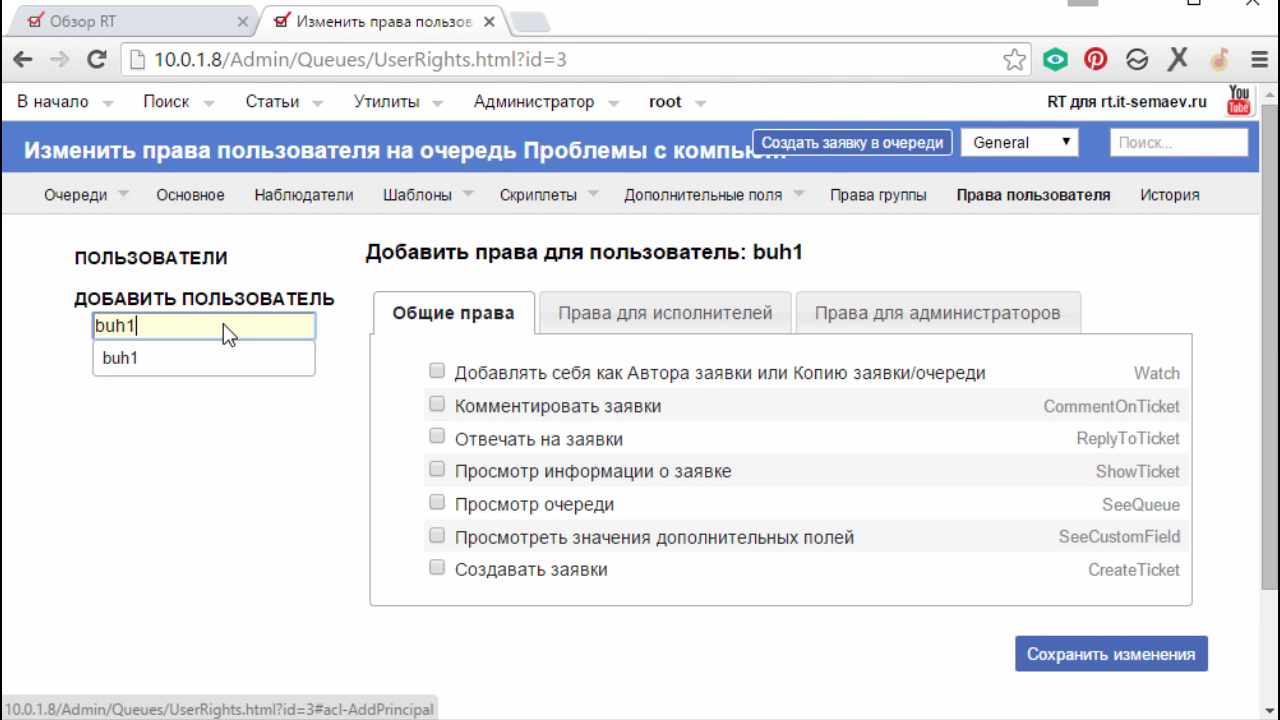 Обзор RT
Изменить права пользов
10.0.1.8/Admin/Queues/UserRights.html?id=3
В начало Поиск Статьи Утилиты Администратор root RT для rt.it-semaev.ru You Tube
Изменить права пользователя на очередь Проблемы с компью... Создать заявку в очереди General Поиск...
Очереди Основное Наблюдатели Шаблоны Скриплеты Дополнительные поля Права группы Права пользователя История
ПОЛЬЗОВАТЕЛИ
ДОБАВИТЬ ПОЛЬЗОВАТЕЛЬ
buh1
buh1
Добавить права для пользователь: buh1
Общие права Права для исполнителей Права для администраторов
Добавлять себя как Автора заявки или Копию заявки/очереди Watch
Комментировать заявки CommentOnTicket
Отвечать на заявки ReplyToTicket
Просмотр информации о заявке ShowTicket
Просмотр очереди SeeQueue
Просмотреть значения дополнительных полей SeeCustomField
Создавать заявки CreateTicket
Сохранить изменения
10.0.1.8/Admin/Queues/UserRights.html?id=3#acl-AddPrincipal